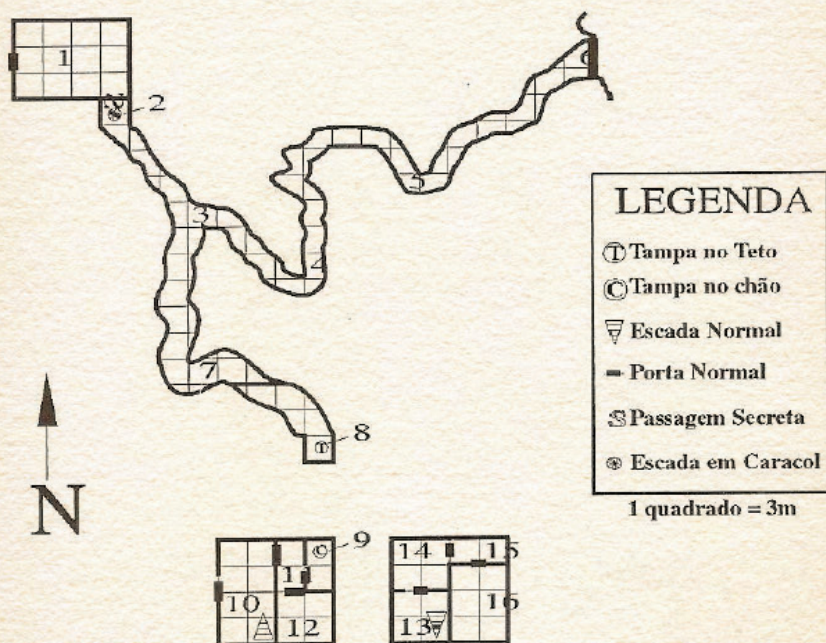 1
2
3
4
5
6
7
8
N
9
10
11
12
13
14
15
16
LEGENDA
T Tampa no Teto
C Tampa no chão
Escada Normal
Porta Normal
S Passagem Secreta
Escada em Caracol
1 quadrado = 3m